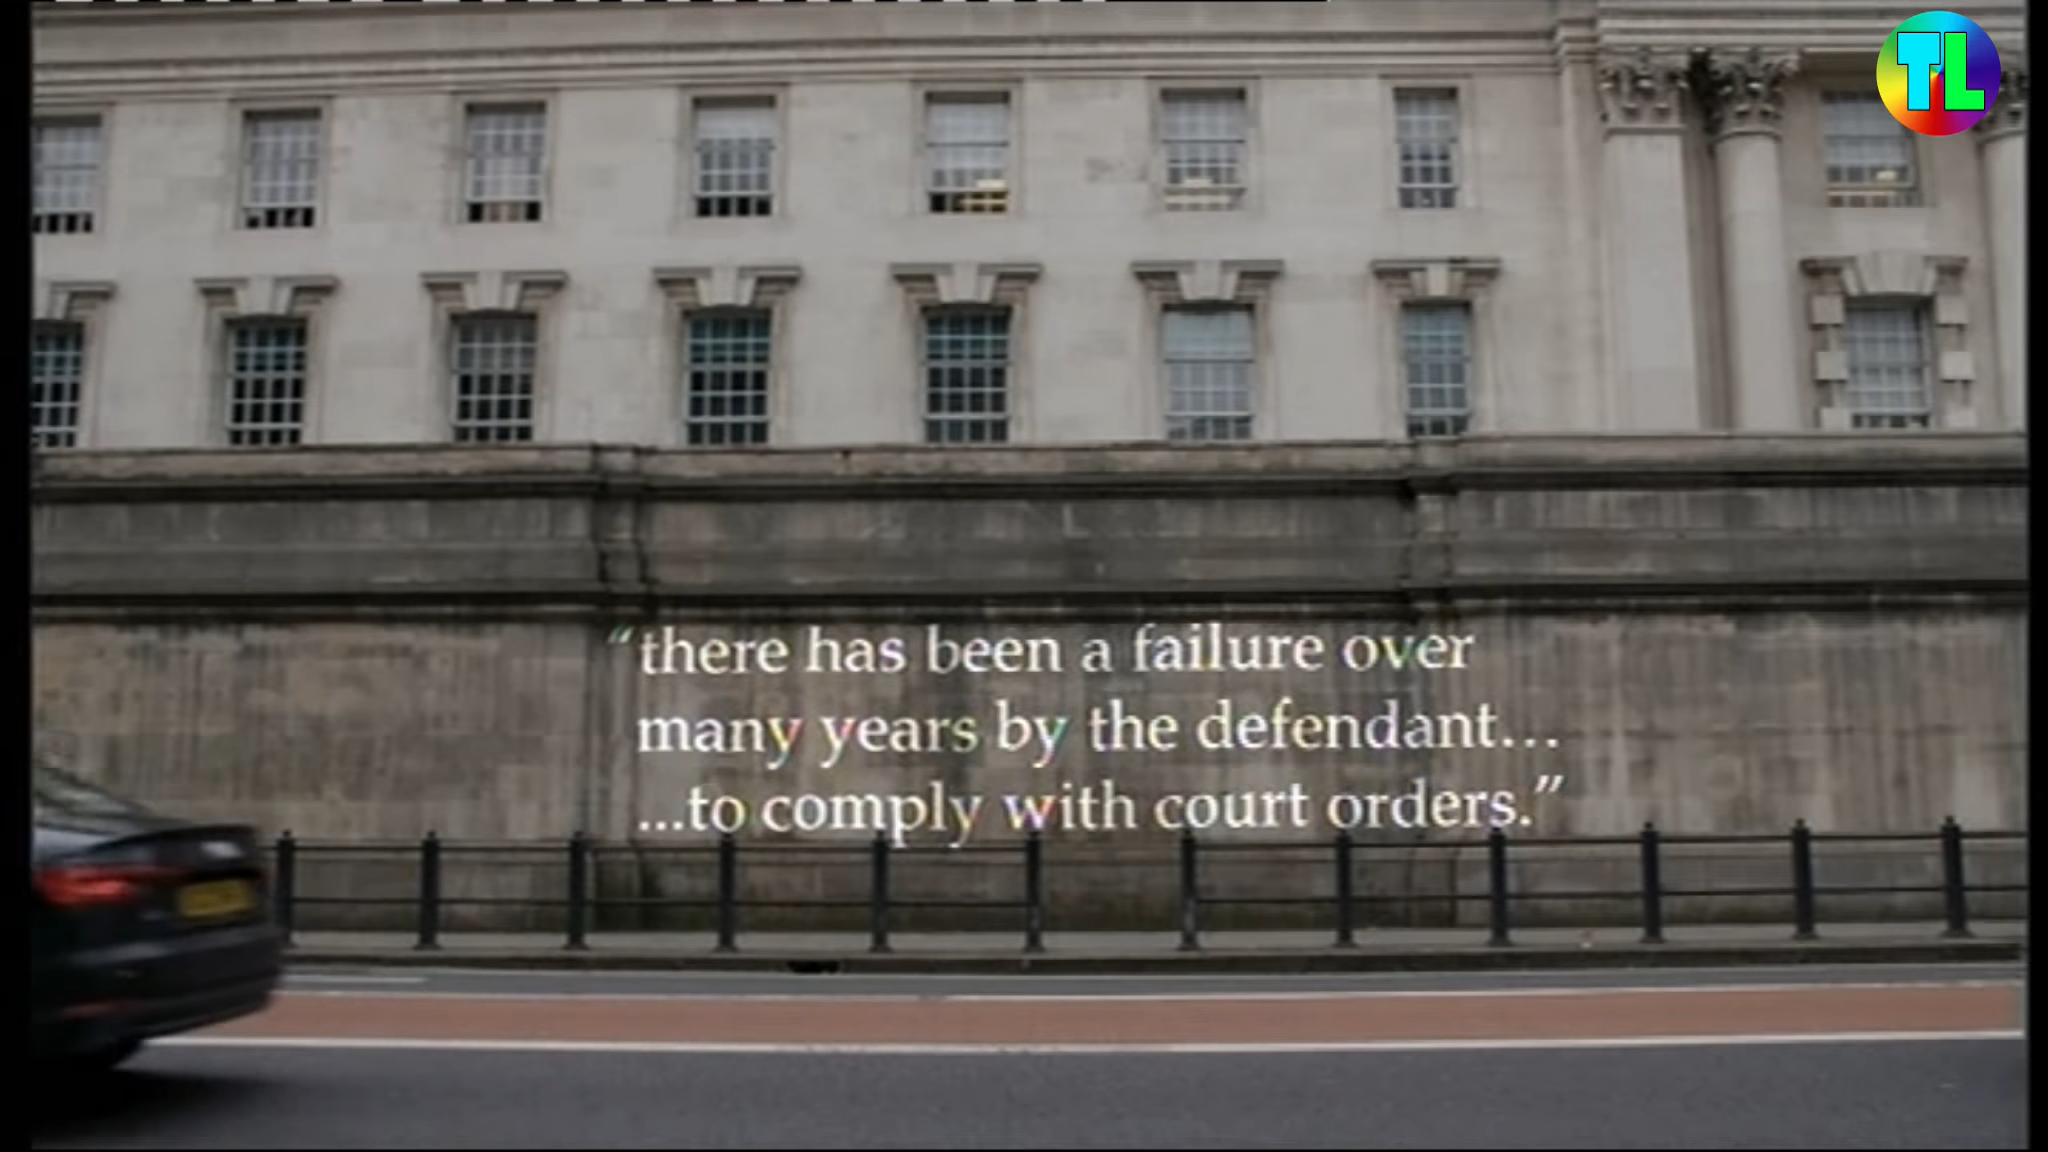 TL
“there has been a failure over
many years by the defendant...
...to comply with court orders.”